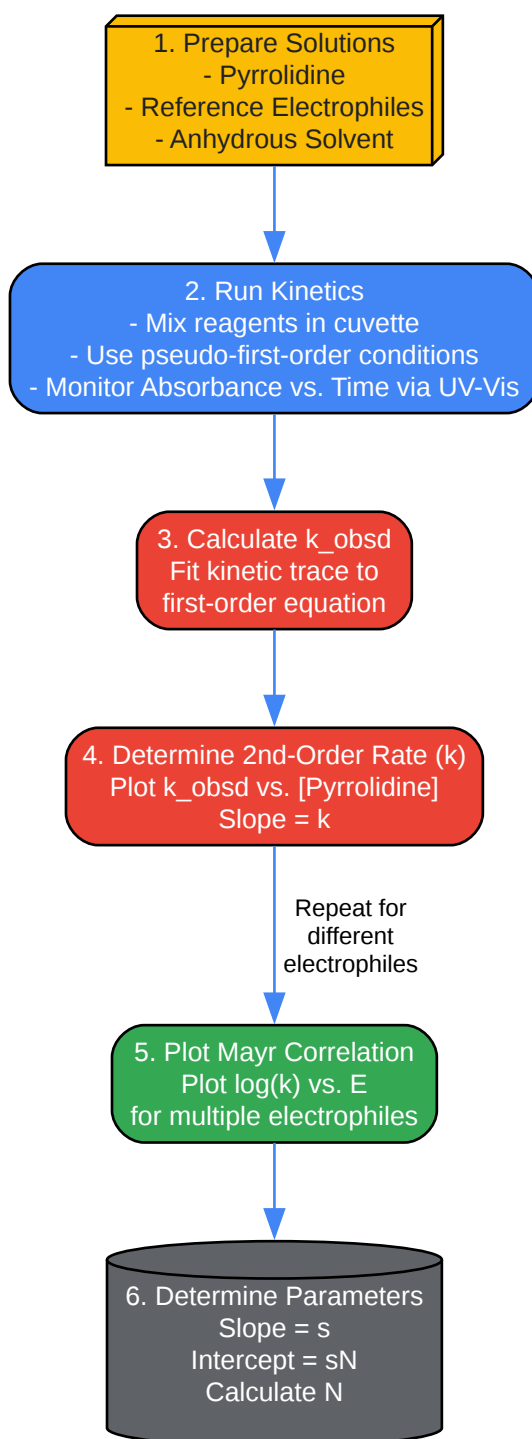 1. Prepare Solutions
- Pyrrolidine
- Reference Electrophiles
- Anhydrous Solvent
2. Run Kinetics
- Mix reagents in cuvette
- Use pseudo-first-order conditions
- Monitor Absorbance vs. Time via UV-Vis
3. Calculate k_obsd
Fit kinetic trace to
first-order equation
4. Determine 2nd-Order Rate (k)
Plot k_obsd vs. [Pyrrolidine]
Slope = k
Repeat for
different
electrophiles
5. Plot Mayr Correlation
Plot log(k) vs. E
for multiple electrophiles
6. Determine Parameters
Slope = s
Intercept = sN
Calculate N